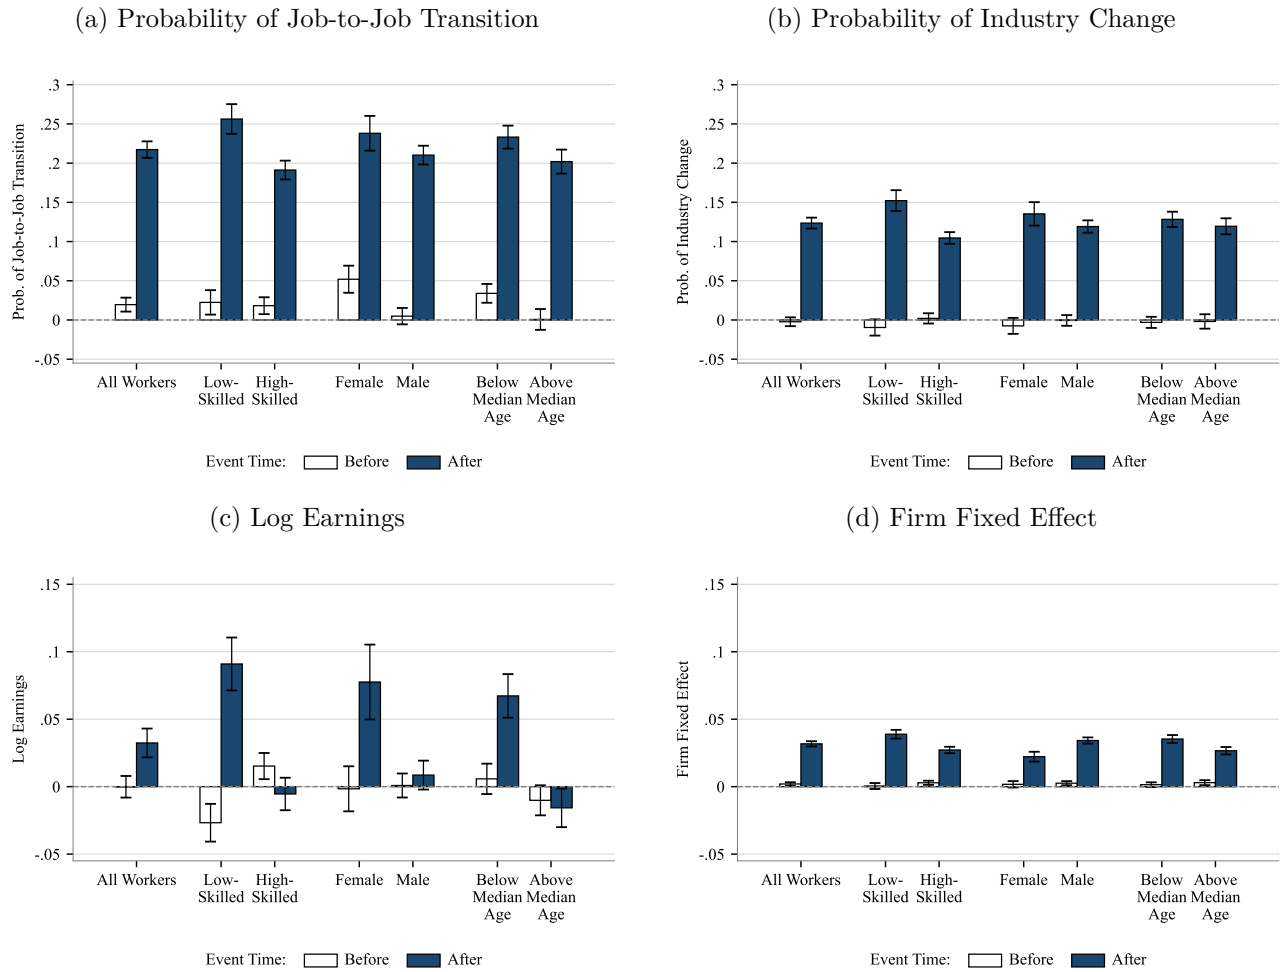 (a) Probability of Job-to-Job Transition
Prob. of Job-to-Job Transition
.3
.25
.2
.15
.1
.05
0
-.05
All Workers Low-Skilled High-Skilled Female Male Below Median Age Above Median Age
Event Time: Before After
(b) Probability of Industry Change
Prob. of Industry Change
.3
.25
.2
.15
.1
.05
0
-.05
All Workers Low-Skilled High-Skilled Female Male Below Median Age Above Median Age
Event Time: Before After
(c) Log Earnings
Log Earnings
.15
.1
.05
0
-.05
All Workers Low-Skilled High-Skilled Female Male Below Median Age Above Median Age
Event Time: Before After
(d) Firm Fixed Effect
Firm Fixed Effect
.15
.1
.05
0
-.05
All Workers Low-Skilled High-Skilled Female Male Below Median Age Above Median Age
Event Time: Before After